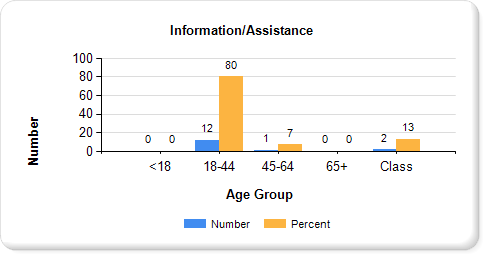 Information/Assistance
Number
100
80
60
40
20
0
0 0
12 80
1 7
0 0
2 13
<18 18-44 45-64 65+ Class
Age Group
Number Percent